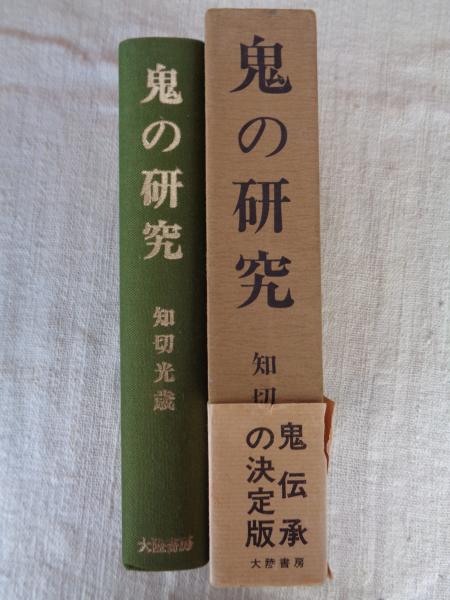 鬼の研究
知切光歳
大陸書房
鬼の研究
知切
鬼伝承
の決定版
大陸書房